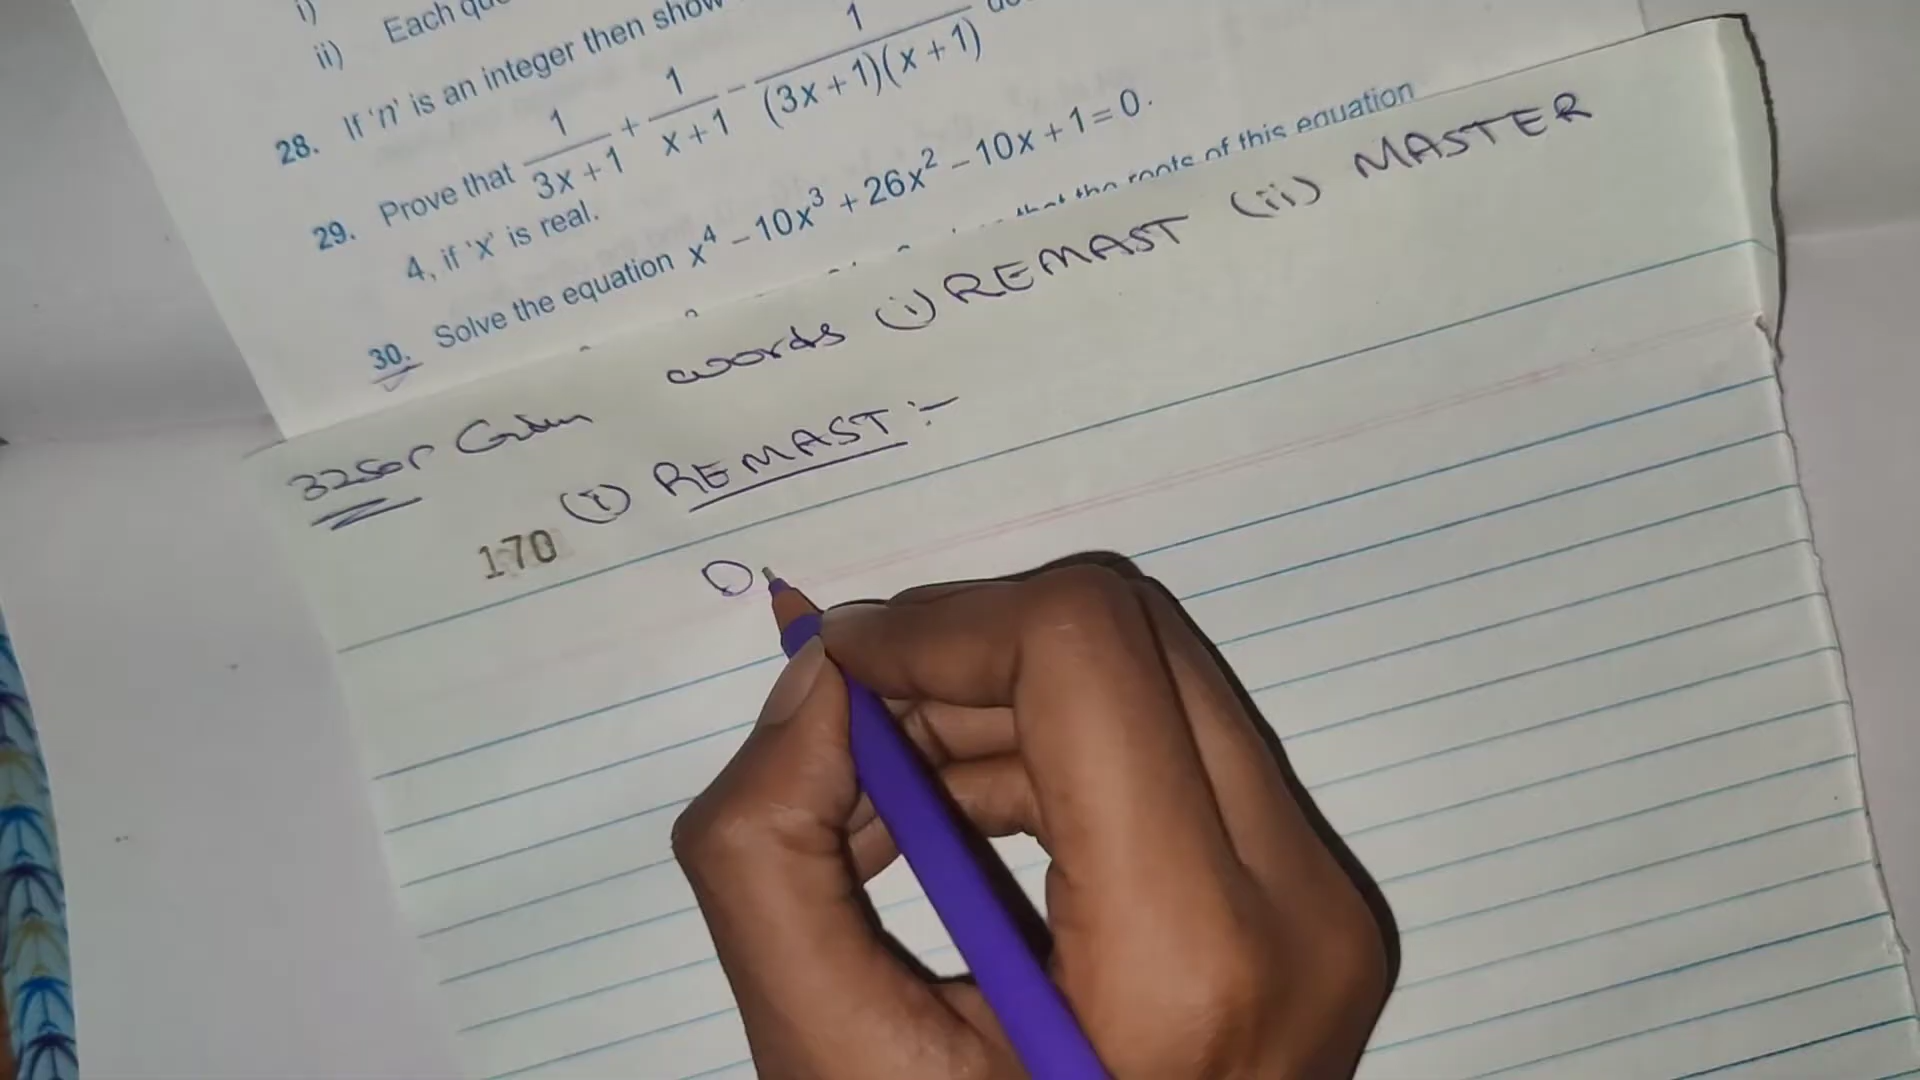 i)
ii) Each
28. If 'n' is an integer then show
29. Prove that 1/(3x+1) + 1/(x+1) − 1/((3x+1)(x+1))
4, if 'x' is real.
30. Solve the equation x⁴ − 10x³ + 26x² − 10x + 1 = 0.
that the roots of this equation
32Sol words (i) REMAST (ii) MASTER
(i) REMAST :-
170